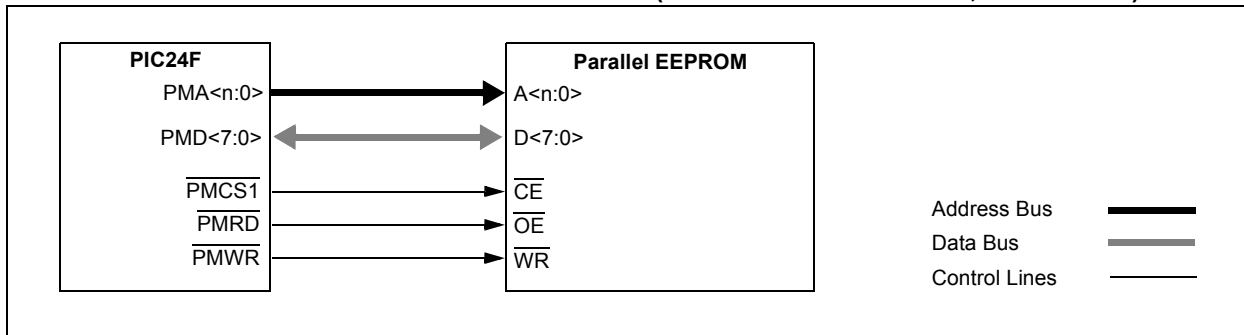 PIC24F
Parallel EEPROM
PMA<n:0>
A<n:0>
PMD<7:0>
D<7:0>
PMCS1
CE
PMRD
OE
PMWR
WR
Address Bus
Data Bus
Control Lines